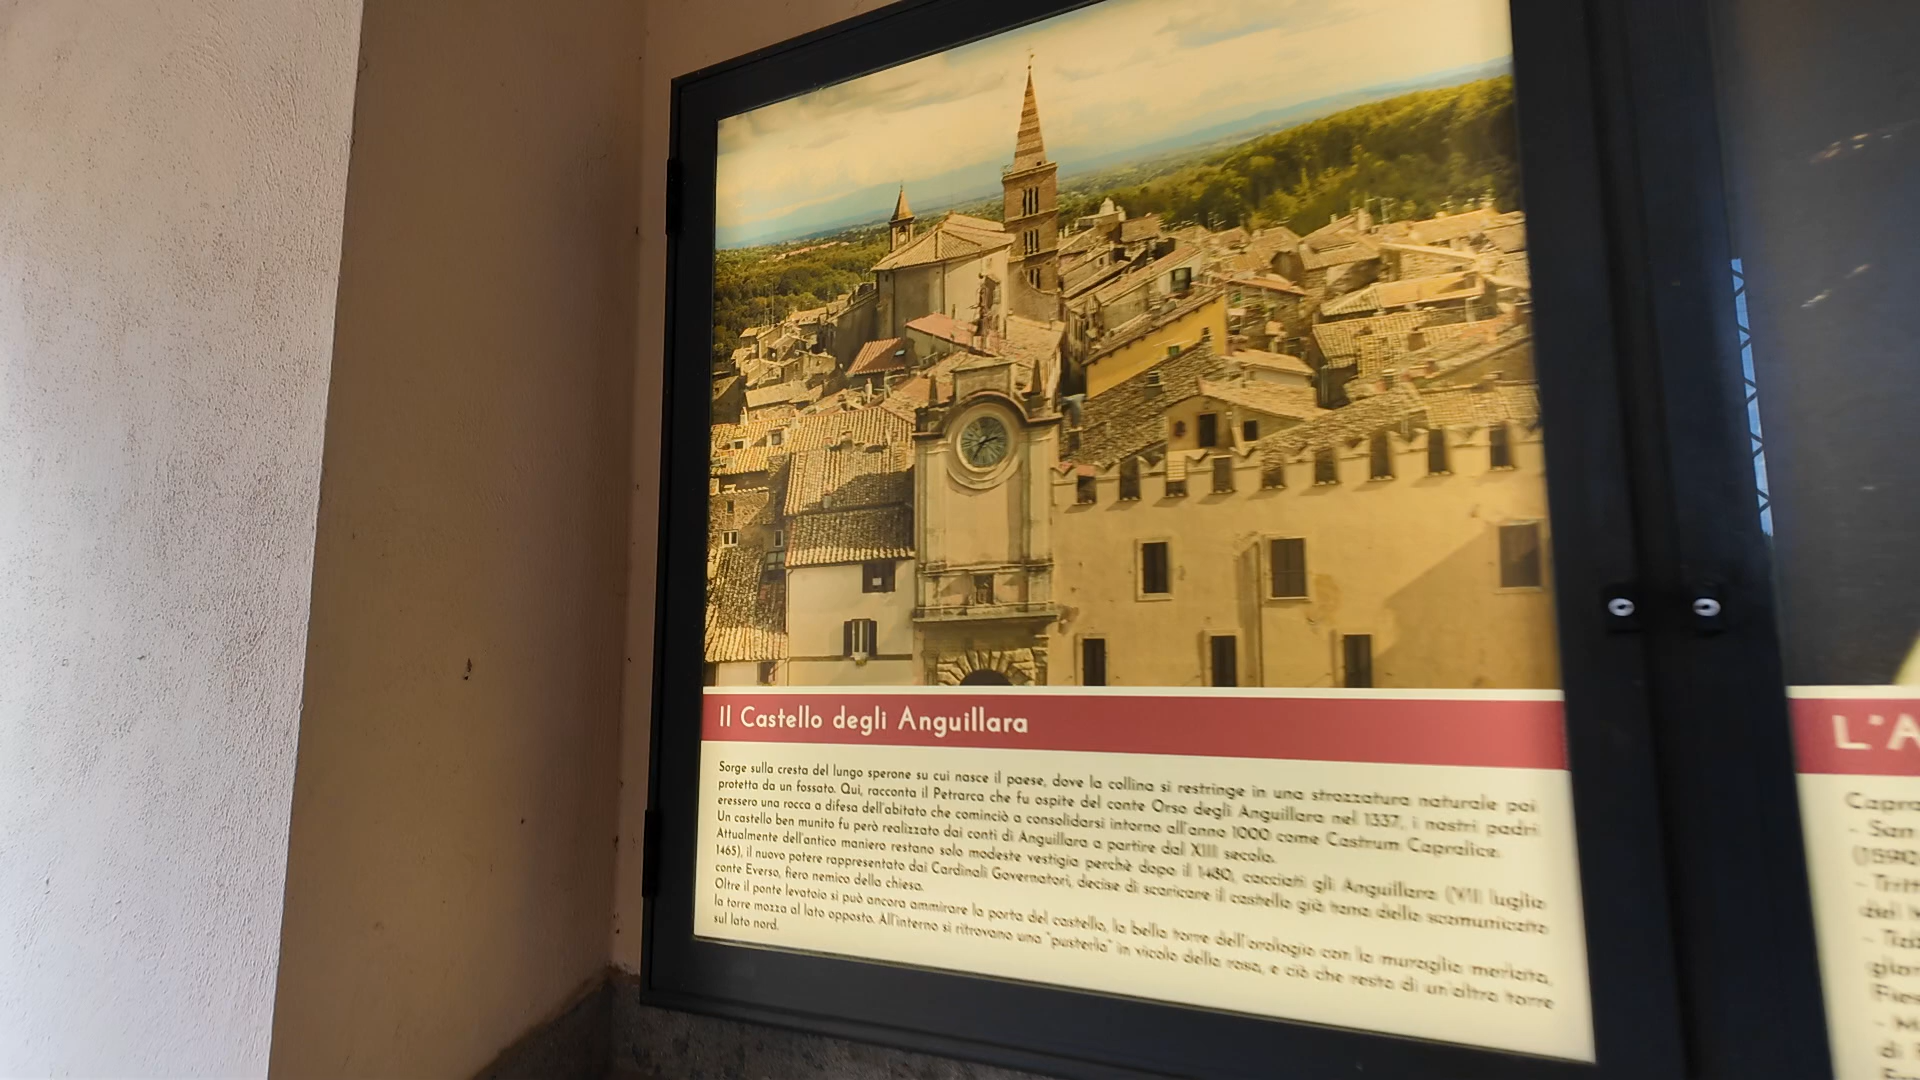 Il Castello degli Anguillara
Sorge sulla cresta del lungo sperone su cui nasce il paese, dove la collina si restringe in una strozzatura naturale poi
protetta da un fossato. Qui, racconta il Petrarca che fu ospite del conte Orso degli Anguillara nel 1337, i nostri padri
eressero una rocca a difesa dell'abitato che cominciò a consolidarsi intorno all'anno 1000 come Castrum Capralice.
Un castello ben munito fu però realizzato dai conti di Anguillara a partire dal XIII secolo.
Attualmente dell'antico maniero restano solo modeste vestigia perchè dopo il 1480, cacciati gli Anguillara (VII luglio
1465), il nuovo potere rappresentato dai Cardinali Governatori, decise di scaricare il castello già tana dello scomunicato
conte Everso, fiero nemico della chiesa.
Oltre il ponte levatoio si può ancora ammirare la porta del castello, la bella torre dell'orologio con la muraglia merlata,
la torre mozza al lato opposto. All'interno si ritrovano una "pusterla" in vicolo della rosa, e ciò che resta di un'altra torre
sul lato nord.
L'A
Capra
- San
(1590